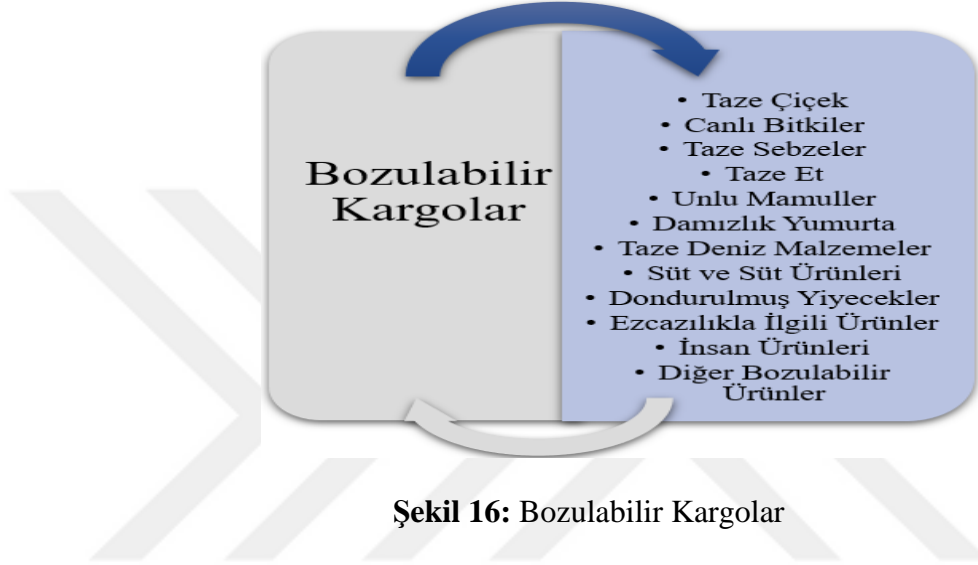 Bozulabilir
Kargolar
• Taze Çiçek
• Canlı Bitkiler
• Taze Sebzeler
• Taze Et
• Unlu Mamuller
• Damızlık Yumurta
• Taze Deniz Malzemeler
• Süt ve Süt Ürünleri
• Dondurulmuş Yiyecekler
• Ezcazılıkla İlgili Ürünler
• İnsan Ürünleri
• Diğer Bozulabilir
Ürünler
Şekil 16: Bozulabilir Kargolar